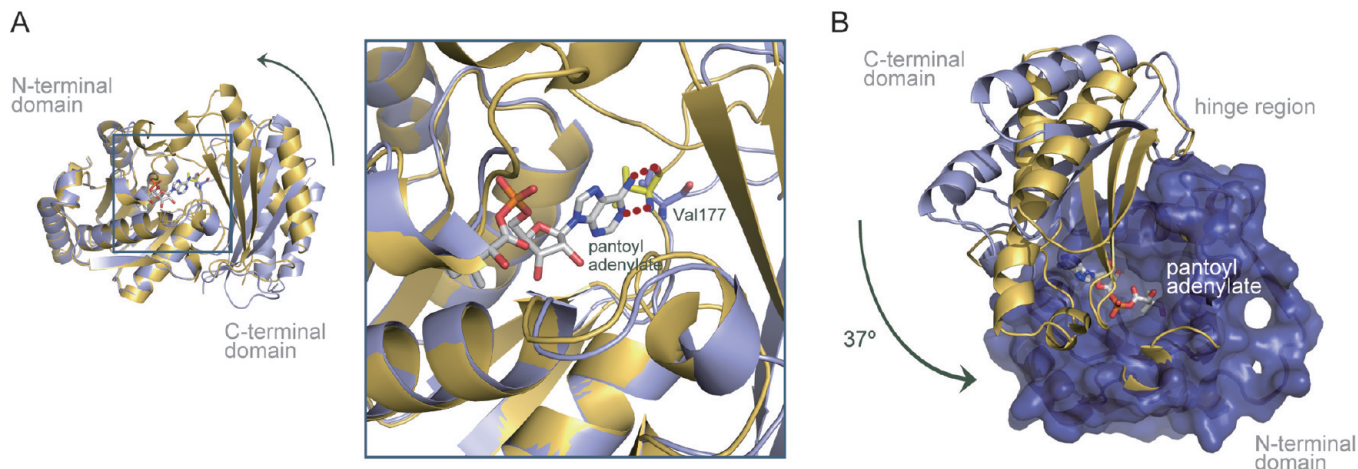 A
N-terminal
domain
C-terminal
domain
Val177
pantoyl
adenylate
B
C-terminal
domain
hinge region
pantoyl
adenylate
37º
N-terminal
domain